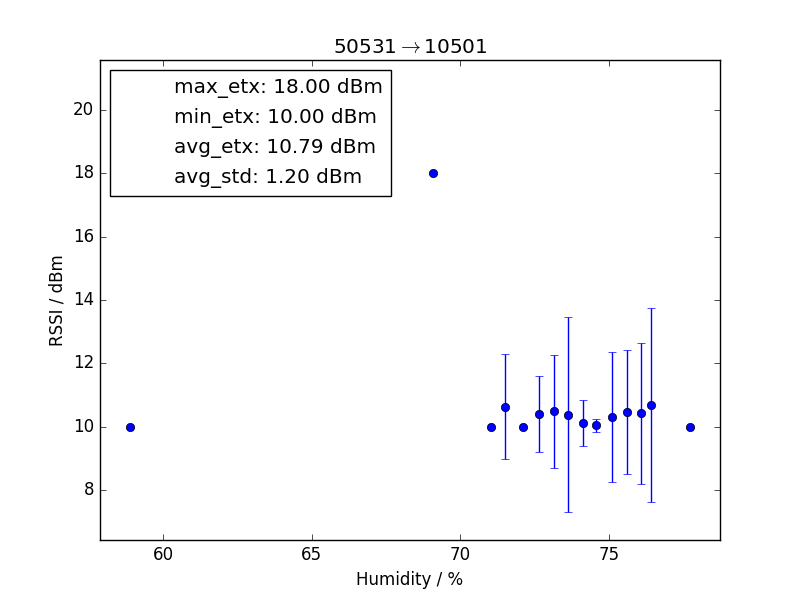 50531→10501
max_etx: 18.00 dBm
min_etx: 10.00 dBm
avg_etx: 10.79 dBm
avg_std: 1.20 dBm
RSSI / dBm
20
18
16
14
12
10
8
60 65 70 75
Humidity / %